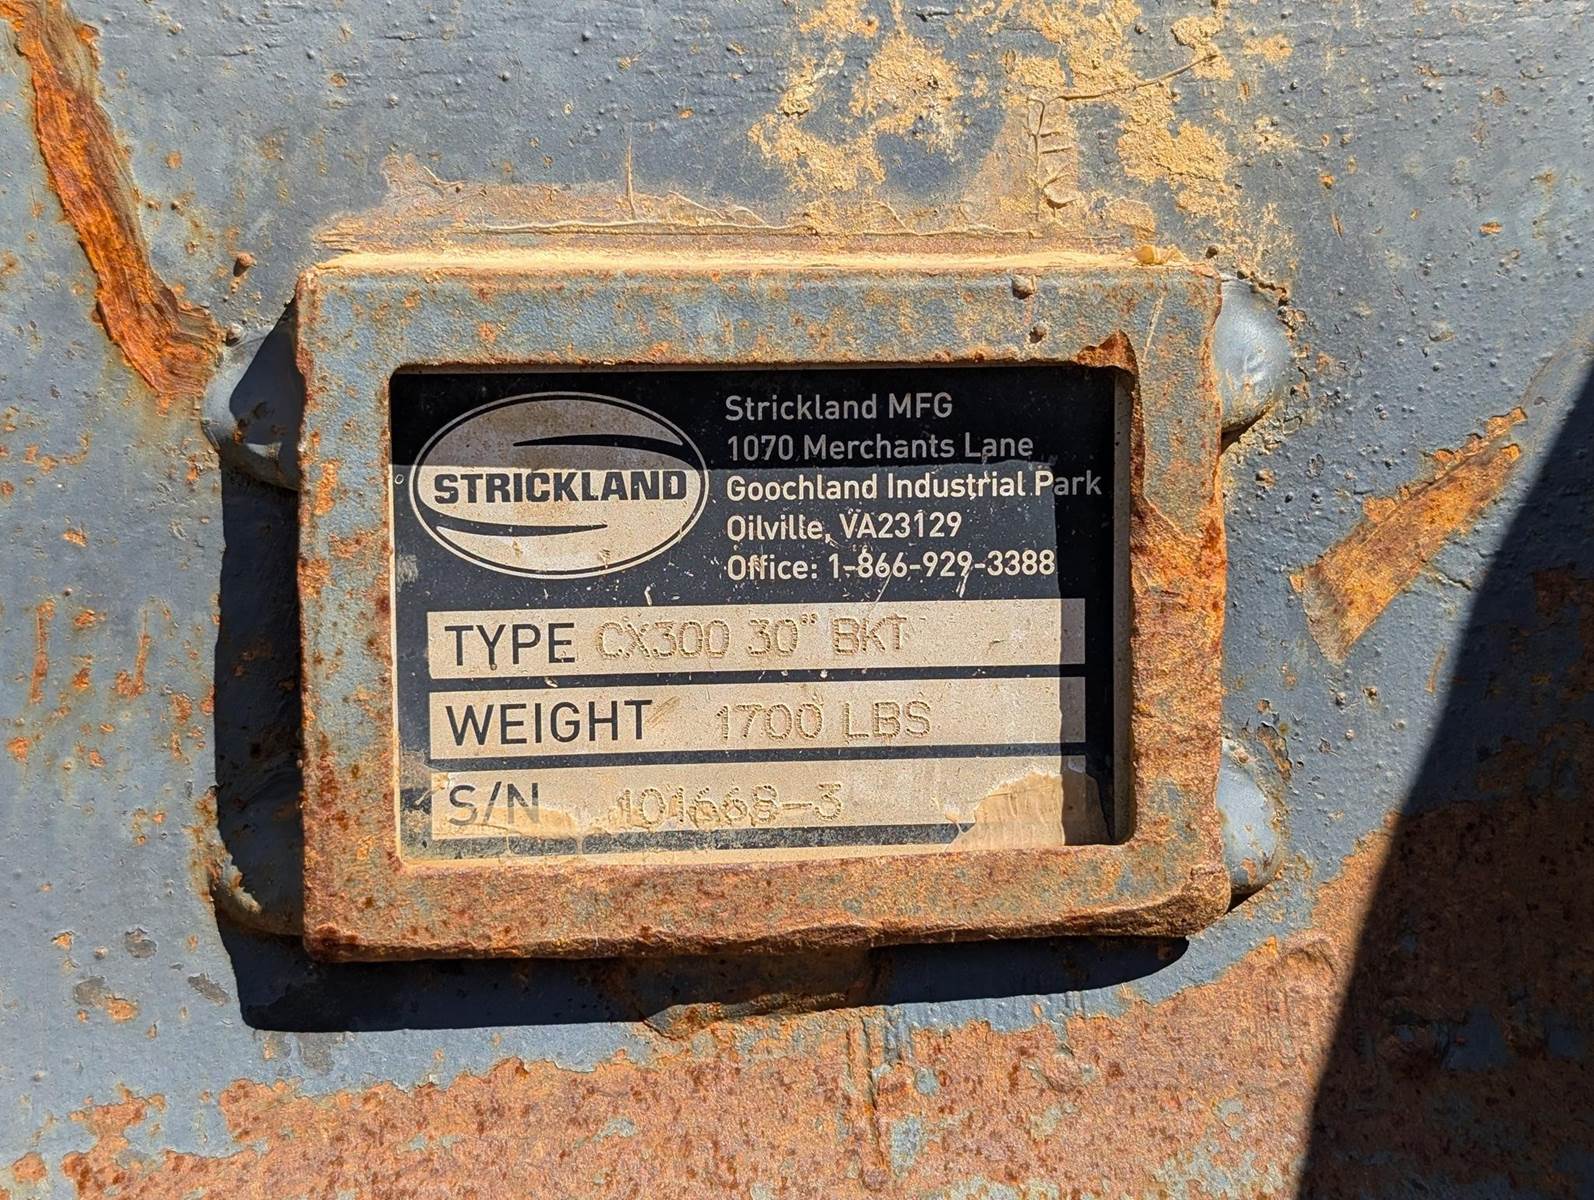 STRICKLAND
Strickland MFG
1070 Merchants Lane
Goochland Industrial Park
Oilville, VA23129
Office: 1-866-929-3388
TYPE CX300 30" BKT
WEIGHT 1700 LBS
S/N 101668-3